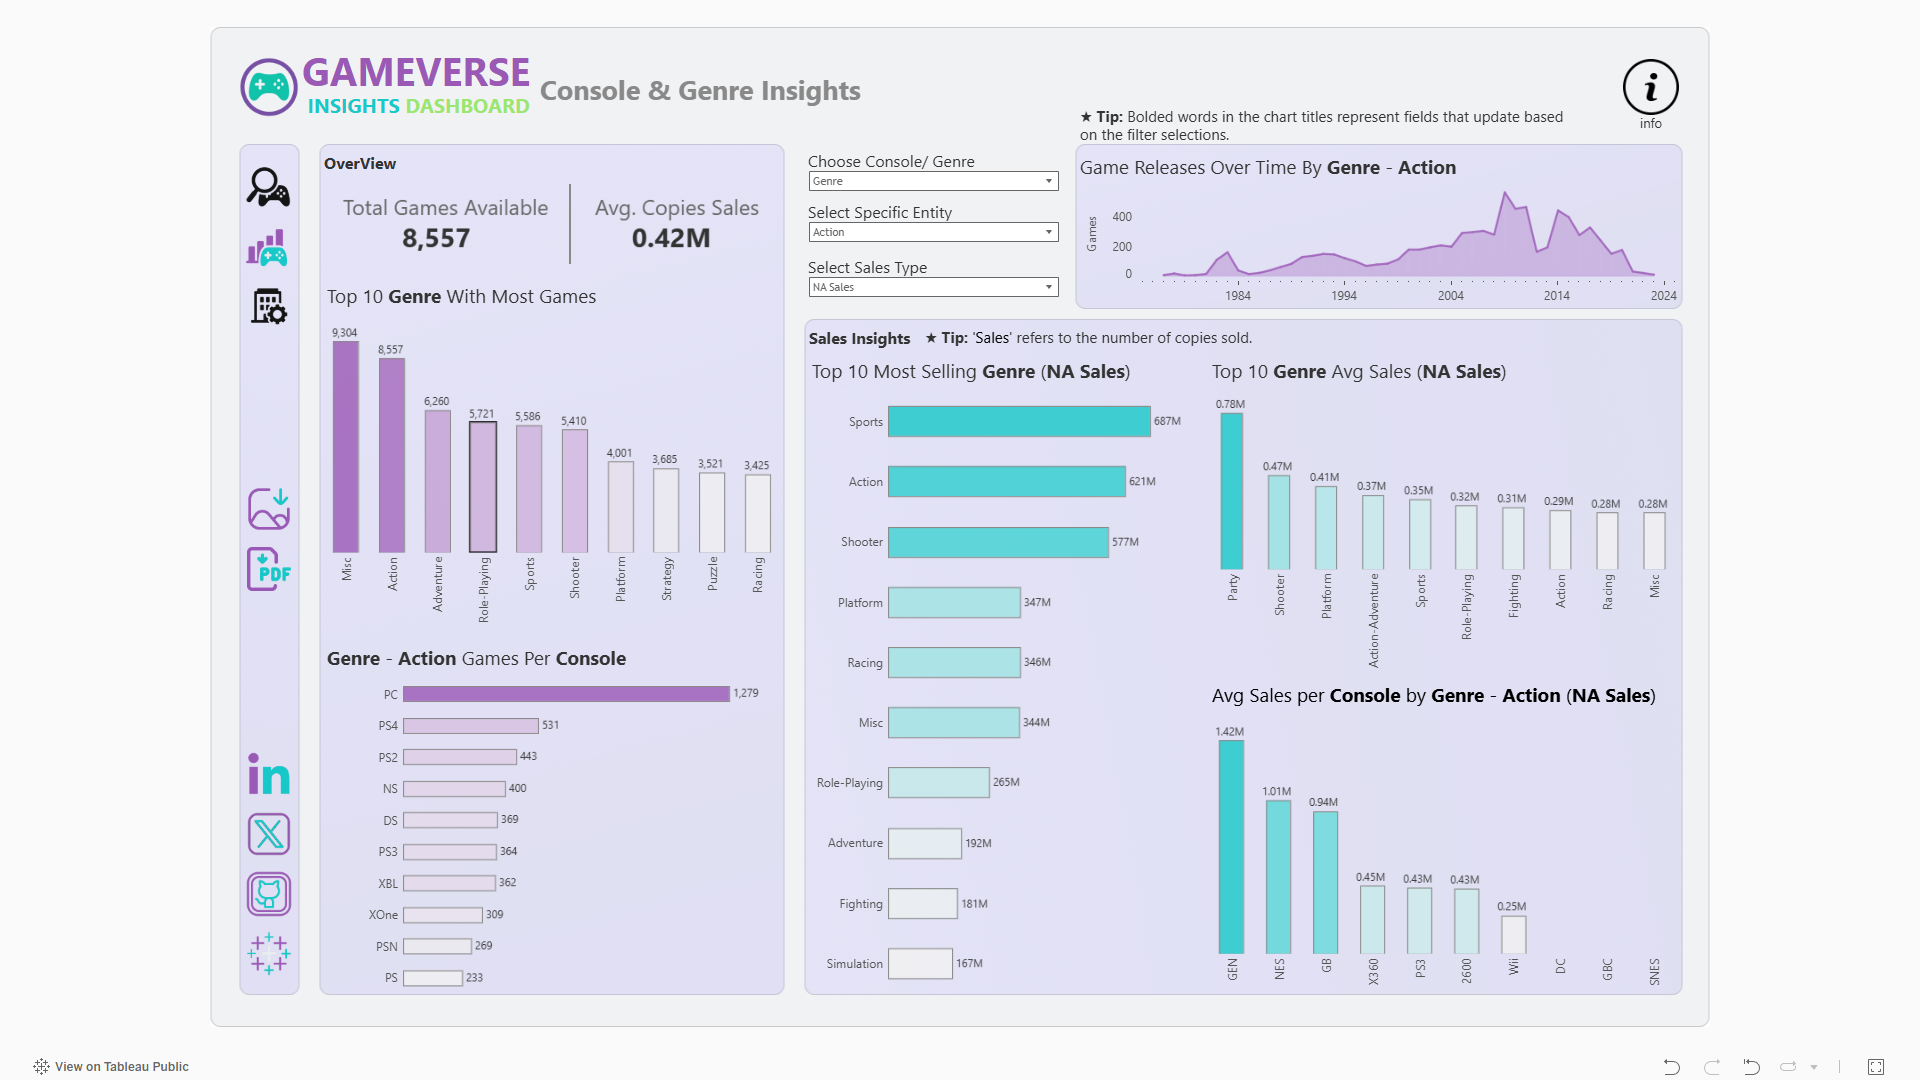 GAMEVERSE
INSIGHTS DASHBOARD
Console & Genre Insights
info
★ Tip: Bolded words in the chart titles represent fields that update based
on the filter selections.
OverView
Total Games Available
8,557
Avg. Copies Sales
0.42M
Choose Console/ Genre
Genre
Select Specific Entity
Action
Select Sales Type
NA Sales
Game Releases Over Time By Genre - Action
Games
400
200
0
1984
1994
2004
2014
2024
Top 10 Genre With Most Games
9,304
8,557
6,260
5,721
5,586
5,410
4,001
3,685
3,521
3,425
Misc
Action
Adventure
Role-Playing
Sports
Shooter
Platform
Strategy
Puzzle
Racing
Genre - Action Games Per Console
PC 1,279
PS4 531
PS2 443
NS 400
DS 369
PS3 364
XBL 362
XOne 309
PSN 269
PS 233
Sales Insights ★ Tip: 'Sales' refers to the number of copies sold.
Top 10 Most Selling Genre (NA Sales)
Sports 687M
Action 621M
Shooter 577M
Platform 347M
Racing 346M
Misc 344M
Role-Playing 265M
Adventure 192M
Fighting 181M
Simulation 167M
Top 10 Genre Avg Sales (NA Sales)
0.78M
0.47M
0.41M
0.37M
0.35M
0.32M
0.31M
0.29M
0.28M
0.28M
Party
Shooter
Platform
Action-Adventure
Sports
Role-Playing
Fighting
Action
Racing
Misc
Avg Sales per Console by Genre - Action (NA Sales)
1.42M
1.01M
0.94M
0.45M
0.43M
0.43M
0.25M
GEN
NES
GB
X360
PS3
2600
Wii
DC
GBC
SNES
PDF
in
X
View on Tableau Public